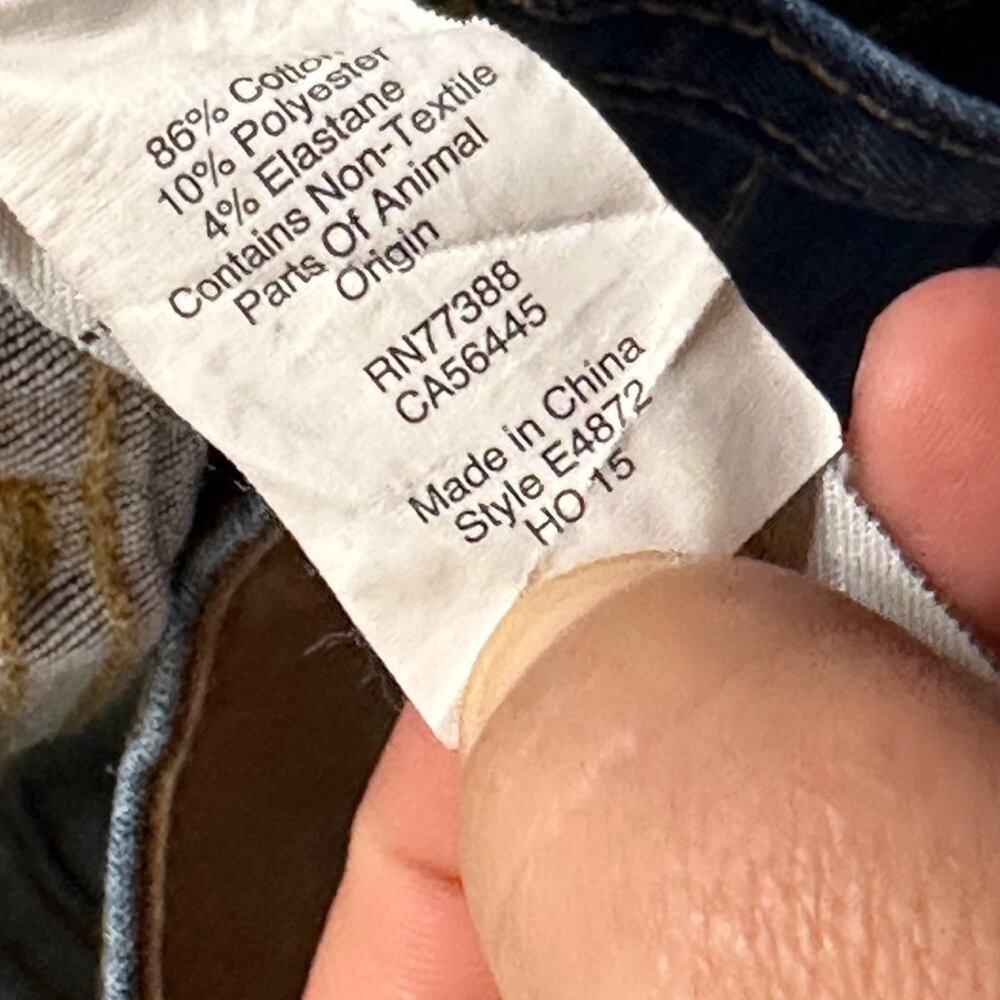 86% Cotton
10% Polyester
4% Elastane
Contains Non-Textile
Parts Of Animal
Origin
RN77388
CA56445
Made in China
Style E4872
HO 15